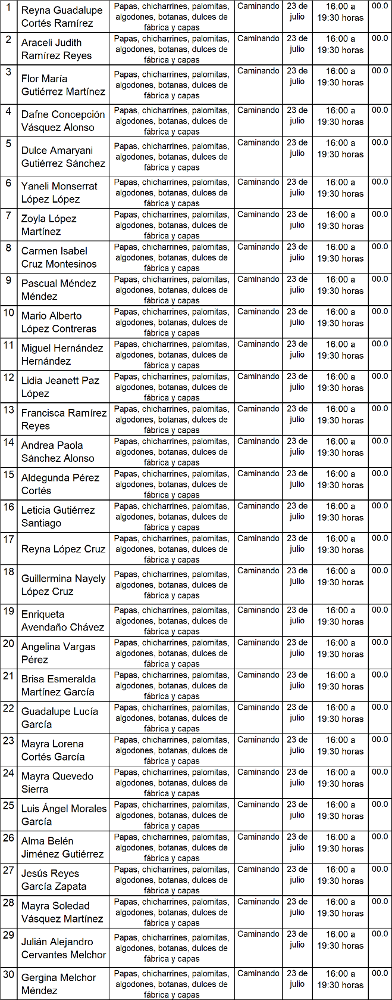 1 Reyna Guadalupe Cortés Ramírez Papas, chicharrines, palomitas, algodones, botanas, dulces de fábrica y capas Caminando 23 de julio 16:00 a 19:30 horas 00.0
2 Araceli Judith Ramírez Reyes Papas, chicharrines, palomitas, algodones, botanas, dulces de fábrica y capas Caminando 23 de julio 16:00 a 19:30 horas 00.0
3 Flor María Gutiérrez Martínez Papas, chicharrines, palomitas, algodones, botanas, dulces de fábrica y capas Caminando 23 de julio 16:00 a 19:30 horas 00.0
4 Dafne Concepción Vásquez Alonso Papas, chicharrines, palomitas, algodones, botanas, dulces de fábrica y capas Caminando 23 de julio 16:00 a 19:30 horas 00.0
5 Dulce Amaryani Gutiérrez Sánchez Papas, chicharrines, palomitas, algodones, botanas, dulces de fábrica y capas Caminando 23 de julio 16:00 a 19:30 horas 00.0
6 Yaneli Monserrat López López Papas, chicharrines, palomitas, algodones, botanas, dulces de fábrica y capas Caminando 23 de julio 16:00 a 19:30 horas 00.0
7 Zoyla López Martínez Papas, chicharrines, palomitas, algodones, botanas, dulces de fábrica y capas Caminando 23 de julio 16:00 a 19:30 horas 00.0
8 Carmen Isabel Cruz Montesinos Papas, chicharrines, palomitas, algodones, botanas, dulces de fábrica y capas Caminando 23 de julio 16:00 a 19:30 horas 00.0
9 Pascual Méndez Méndez Papas, chicharrines, palomitas, algodones, botanas, dulces de fábrica y capas Caminando 23 de julio 16:00 a 19:30 horas 00.0
10 Mario Alberto López Contreras Papas, chicharrines, palomitas, algodones, botanas, dulces de fábrica y capas Caminando 23 de julio 16:00 a 19:30 horas 00.0
11 Miguel Hernández Hernández Papas, chicharrines, palomitas, algodones, botanas, dulces de fábrica y capas Caminando 23 de julio 16:00 a 19:30 horas 00.0
12 Lidia Jeanett Paz López Papas, chicharrines, palomitas, algodones, botanas, dulces de fábrica y capas Caminando 23 de julio 16:00 a 19:30 horas 00.0
13 Francisca Ramírez Reyes Papas, chicharrines, palomitas, algodones, botanas, dulces de fábrica y capas Caminando 23 de julio 16:00 a 19:30 horas 00.0
14 Andrea Paola Sánchez Alonso Papas, chicharrines, palomitas, algodones, botanas, dulces de fábrica y capas Caminando 23 de julio 16:00 a 19:30 horas 00.0
15 Aldegunda Pérez Cortés Papas, chicharrines, palomitas, algodones, botanas, dulces de fábrica y capas Caminando 23 de julio 16:00 a 19:30 horas 00.0
16 Leticia Gutiérrez Santiago Papas, chicharrines, palomitas, algodones, botanas, dulces de fábrica y capas Caminando 23 de julio 16:00 a 19:30 horas 00.0
17 Reyna López Cruz Papas, chicharrines, palomitas, algodones, botanas, dulces de fábrica y capas Caminando 23 de julio 16:00 a 19:30 horas 00.0
18 Guillermina Nayely López Cruz Papas, chicharrines, palomitas, algodones, botanas, dulces de fábrica y capas Caminando 23 de julio 16:00 a 19:30 horas 00.0
19 Enriqueta Avendaño Chávez Papas, chicharrines, palomitas, algodones, botanas, dulces de fábrica y capas Caminando 23 de julio 16:00 a 19:30 horas 00.0
20 Angelina Vargas Pérez Papas, chicharrines, palomitas, algodones, botanas, dulces de fábrica y capas Caminando 23 de julio 16:00 a 19:30 horas 00.0
21 Brisa Esmeralda Martínez García Papas, chicharrines, palomitas, algodones, botanas, dulces de fábrica y capas Caminando 23 de julio 16:00 a 19:30 horas 00.0
22 Guadalupe Lucía García Papas, chicharrines, palomitas, algodones, botanas, dulces de fábrica y capas Caminando 23 de julio 16:00 a 19:30 horas 00.0
23 Mayra Lorena Cortés García Papas, chicharrines, palomitas, algodones, botanas, dulces de fábrica y capas Caminando 23 de julio 16:00 a 19:30 horas 00.0
24 Mayra Quevedo Sierra Papas, chicharrines, palomitas, algodones, botanas, dulces de fábrica y capas Caminando 23 de julio 16:00 a 19:30 horas 00.0
25 Luis Ángel Morales García Papas, chicharrines, palomitas, algodones, botanas, dulces de fábrica y capas Caminando 23 de julio 16:00 a 19:30 horas 00.0
26 Alma Belén Jiménez Gutiérrez Papas, chicharrines, palomitas, algodones, botanas, dulces de fábrica y capas Caminando 23 de julio 16:00 a 19:30 horas 00.0
27 Jesús Reyes García Zapata Papas, chicharrines, palomitas, algodones, botanas, dulces de fábrica y capas Caminando 23 de julio 16:00 a 19:30 horas 00.0
28 Mayra Soledad Vásquez Martínez Papas, chicharrines, palomitas, algodones, botanas, dulces de fábrica y capas Caminando 23 de julio 16:00 a 19:30 horas 00.0
29 Julián Alejandro Cervantes Melchor Papas, chicharrines, palomitas, algodones, botanas, dulces de fábrica y capas Caminando 23 de julio 16:00 a 19:30 horas 00.0
30 Gergina Melchor Méndez Papas, chicharrines, palomitas, algodones, botanas, dulces de fábrica y capas Caminando 23 de julio 16:00 a 19:30 horas 00.0